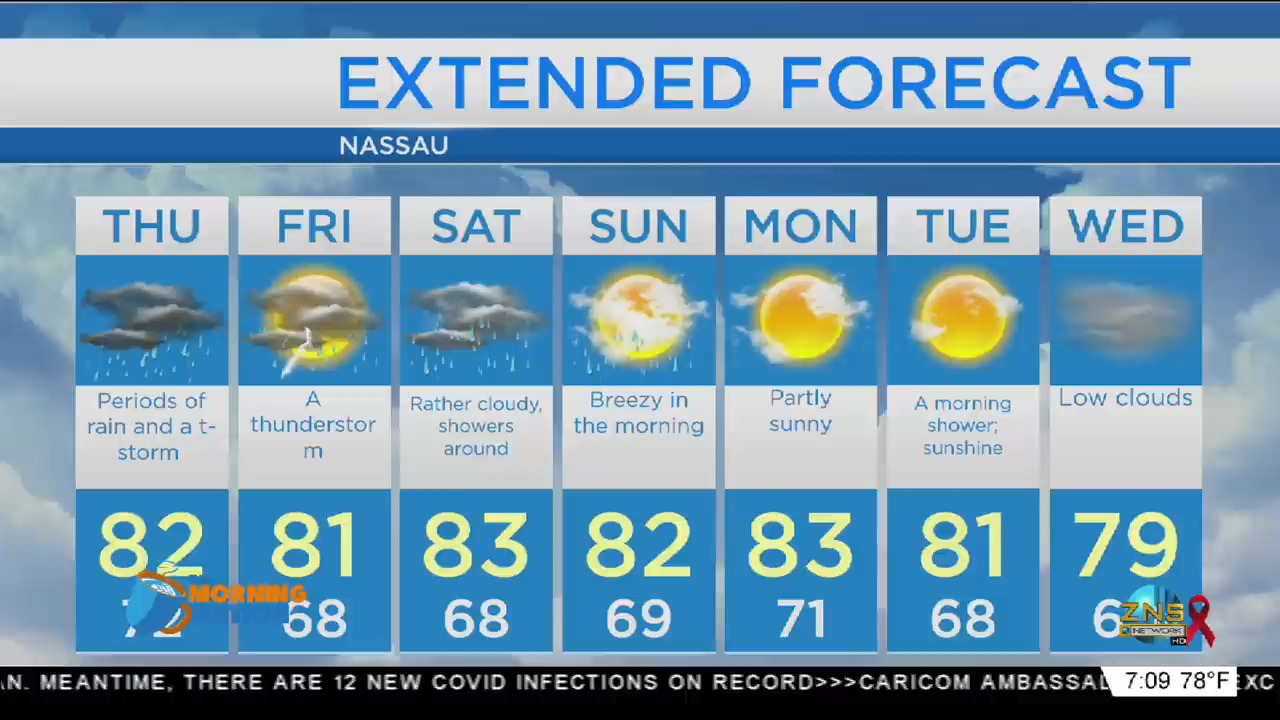 EXTENDED FORECAST
NASSAU
THU
FRI
SAT
SUN
MON
TUE
WED
Periods of
rain and a t-
storm
A
thunderstor
m
Rather cloudy,
showers
around
Breezy in
the morning
Partly
sunny
A morning
shower;
sunshine
Low clouds
82
81
83
82
83
81
79
68
68
69
71
68
MORNING
ZNS
NETWORK
HD
MEANTIME, THERE ARE 12 NEW COVID INFECTIONS ON RECORD>>>CARICOM
7:09 78°F